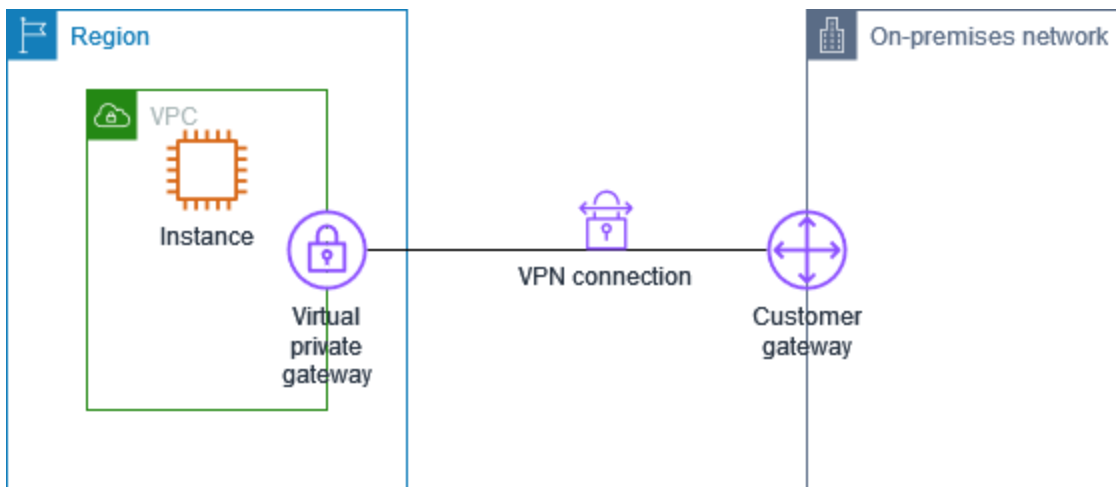 Region
On-premises network
VPC
Instance
VPN connection
Virtual
private
gateway
Customer
gateway